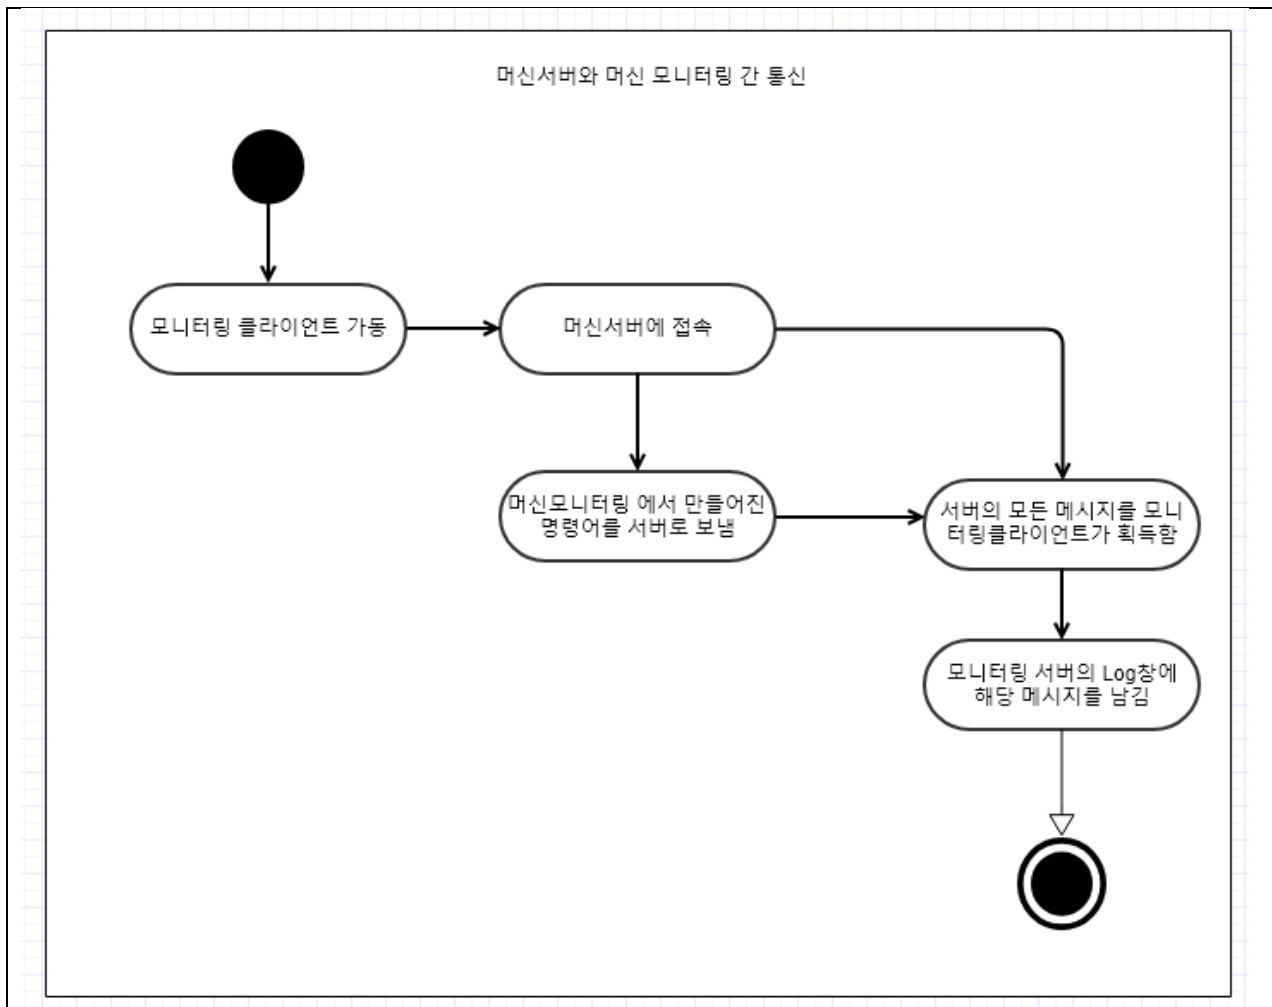 머신서버와 머신 모니터링 간 통신
모니터링 클라이언트 가동
머신서버에 접속
머신모니터링 에서 만들어진
명령어를 서버로 보냄
서버의 모든 메시지를 모니
터링클라이언트가 획득함
모니터링 서버의 Log창에
해당 메시지를 남김